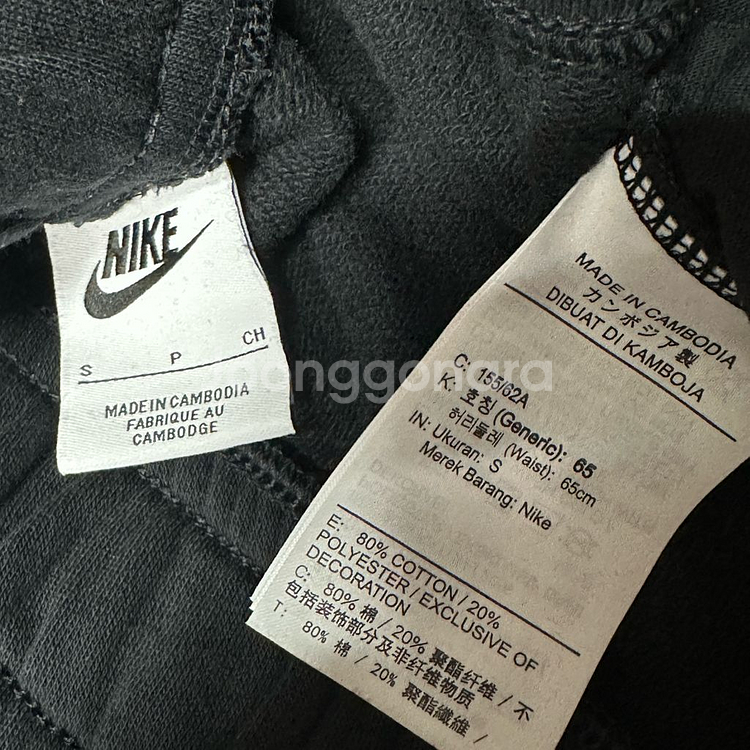 NIKE
S P CH
MADE IN CAMBODIA
FABRIQUE AU
CAMBODGE
MADE IN CAMBODIA
カンボジア製
DIBUAT DI KAMBOJA
C: 155/62A
K: 호칭 (Generic): 65
허리둘레 (Waist): 65cm
IN: Ukuran: S
Merek Barang: Nike
E: 80% COTTON / 20%
POLYESTER / EXCLUSIVE OF
DECORATION
C: 80% 棉 / 20% 聚酯纤维 / 不
包括装饰部分及非纤维物质
T: 80% 棉 / 20% 聚酯纖維 /